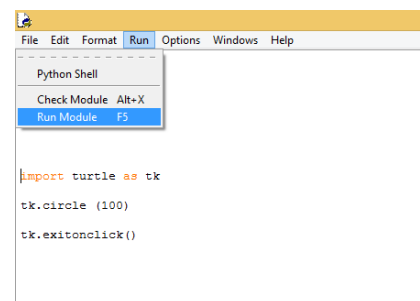 File Edit Format Run Options Windows Help
Python Shell
Check Module Alt+X
Run Module F5
import turtle as tk
tk.circle (100)
tk.exitonclick()